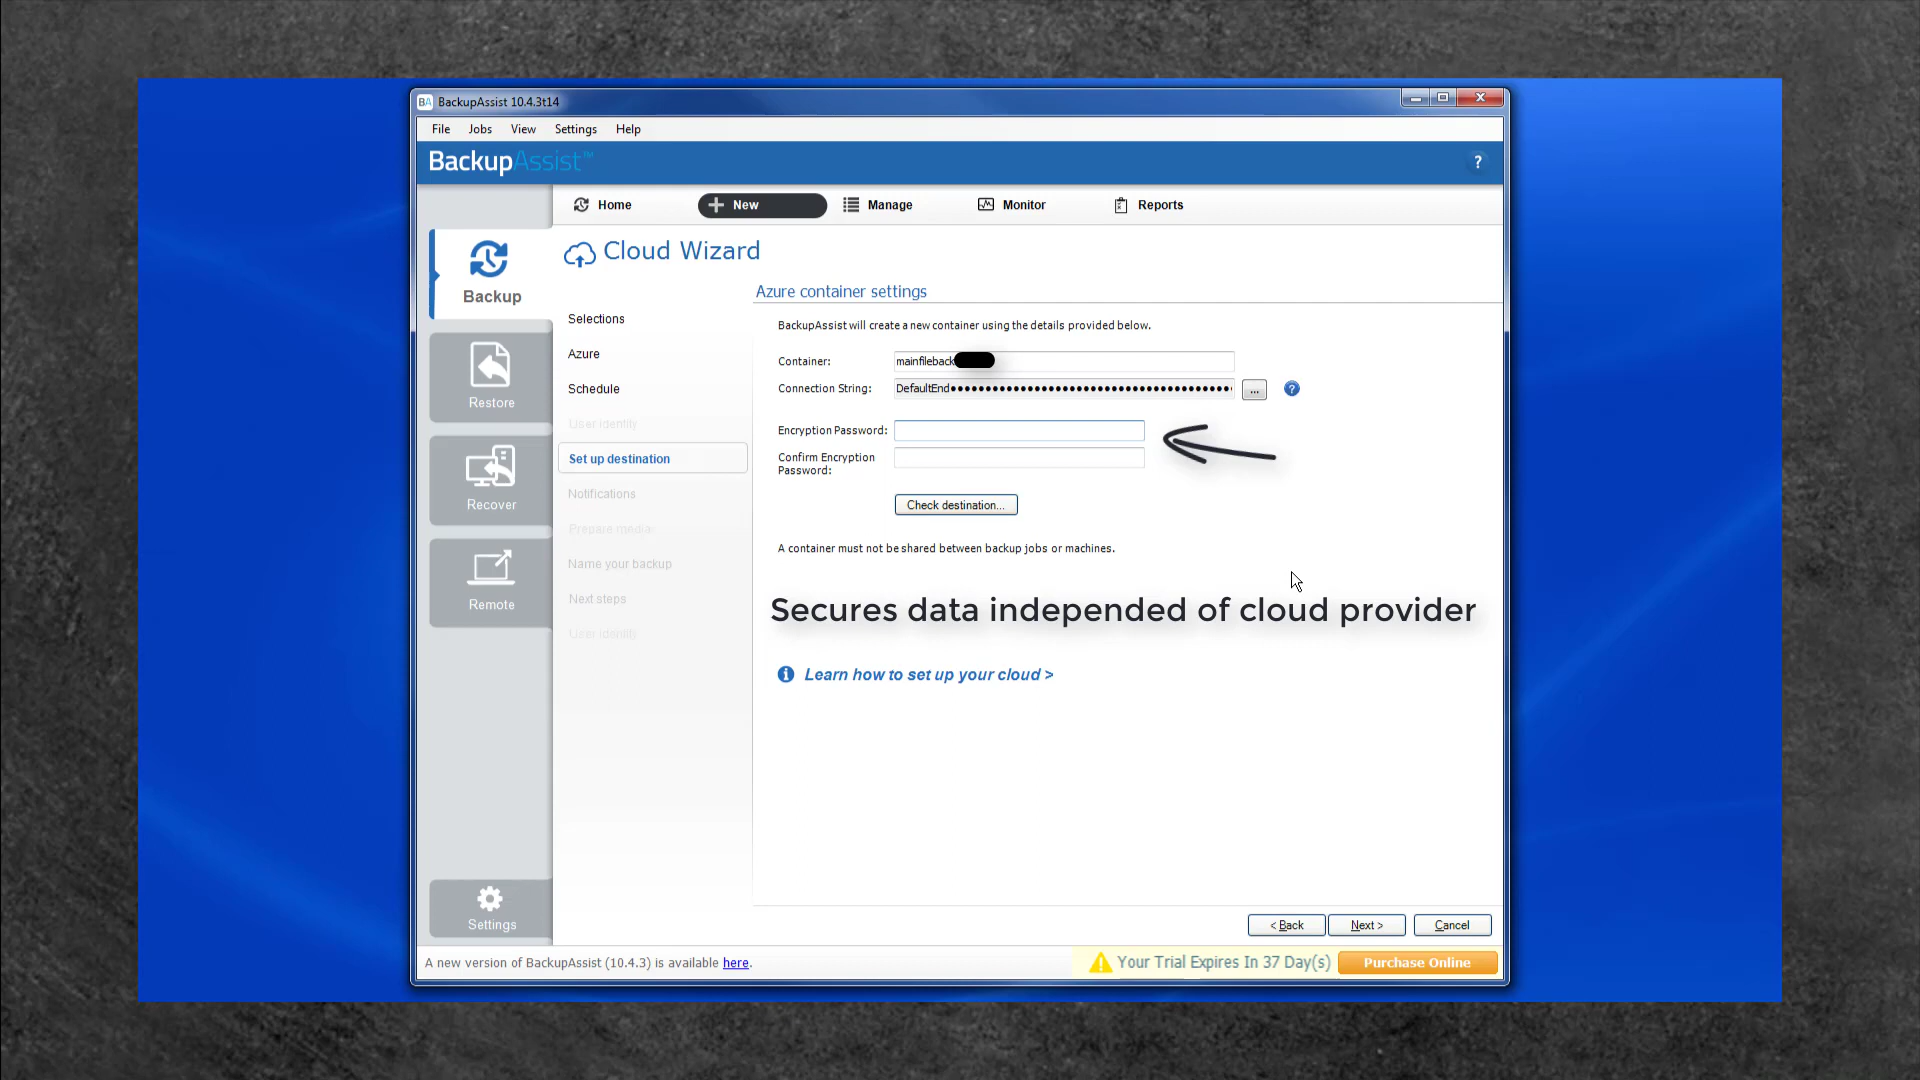 BA BackupAssist 10.4.3t14
File Jobs View Settings Help
BackupAssist™ ?
Home New Manage Monitor Reports
Backup
Restore
Recover
Remote
Settings
Cloud Wizard
Selections
Azure
Schedule
User identity
Set up destination
Notifications
Prepare media
Name your backup
Next steps
User identity
Azure container settings
BackupAssist will create a new container using the details provided below.
Container: mainfileback
Connection String: DefaultEnd●●●●●●●●●●●●●●●●●●●●●●●●●●●●●●●●●●●●●●●● ... ?
Encryption Password:
Confirm Encryption
Password:
Check destination...
A container must not be shared between backup jobs or machines.
Secures data independed of cloud provider
i Learn how to set up your cloud >
< Back Next > Cancel
A new version of BackupAssist (10.4.3) is available here.
Your Trial Expires In 37 Day(s) Purchase Online